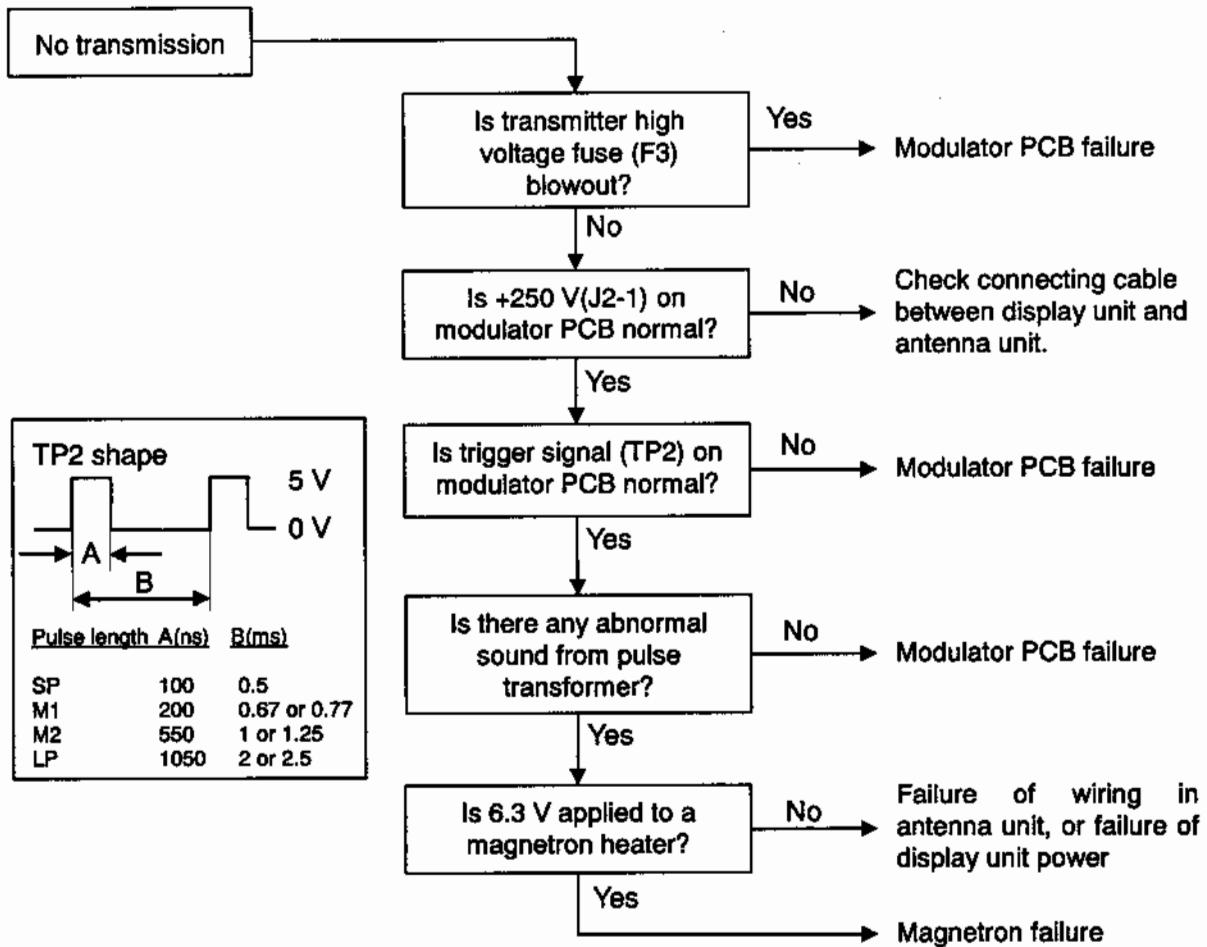 No transmission
Is transmitter high
voltage fuse (F3)
blowout?
Yes
Modulator PCB failure
No
Is +250 V(J2-1) on
modulator PCB normal?
No
Check connecting cable
between display unit and
antenna unit.
Yes
Is trigger signal (TP2) on
modulator PCB normal?
No
Modulator PCB failure
Yes
Is there any abnormal
sound from pulse
transformer?
No
Modulator PCB failure
Yes
Is 6.3 V applied to a
magnetron heater?
No
Failure of wiring in
antenna unit, or failure of
display unit power
Yes
Magnetron failure
TP2 shape
5 V
0 V
A
B
Pulse length A(ns) B(ms)
SP 100 0.5
M1 200 0.67 or 0.77
M2 550 1 or 1.25
LP 1050 2 or 2.5